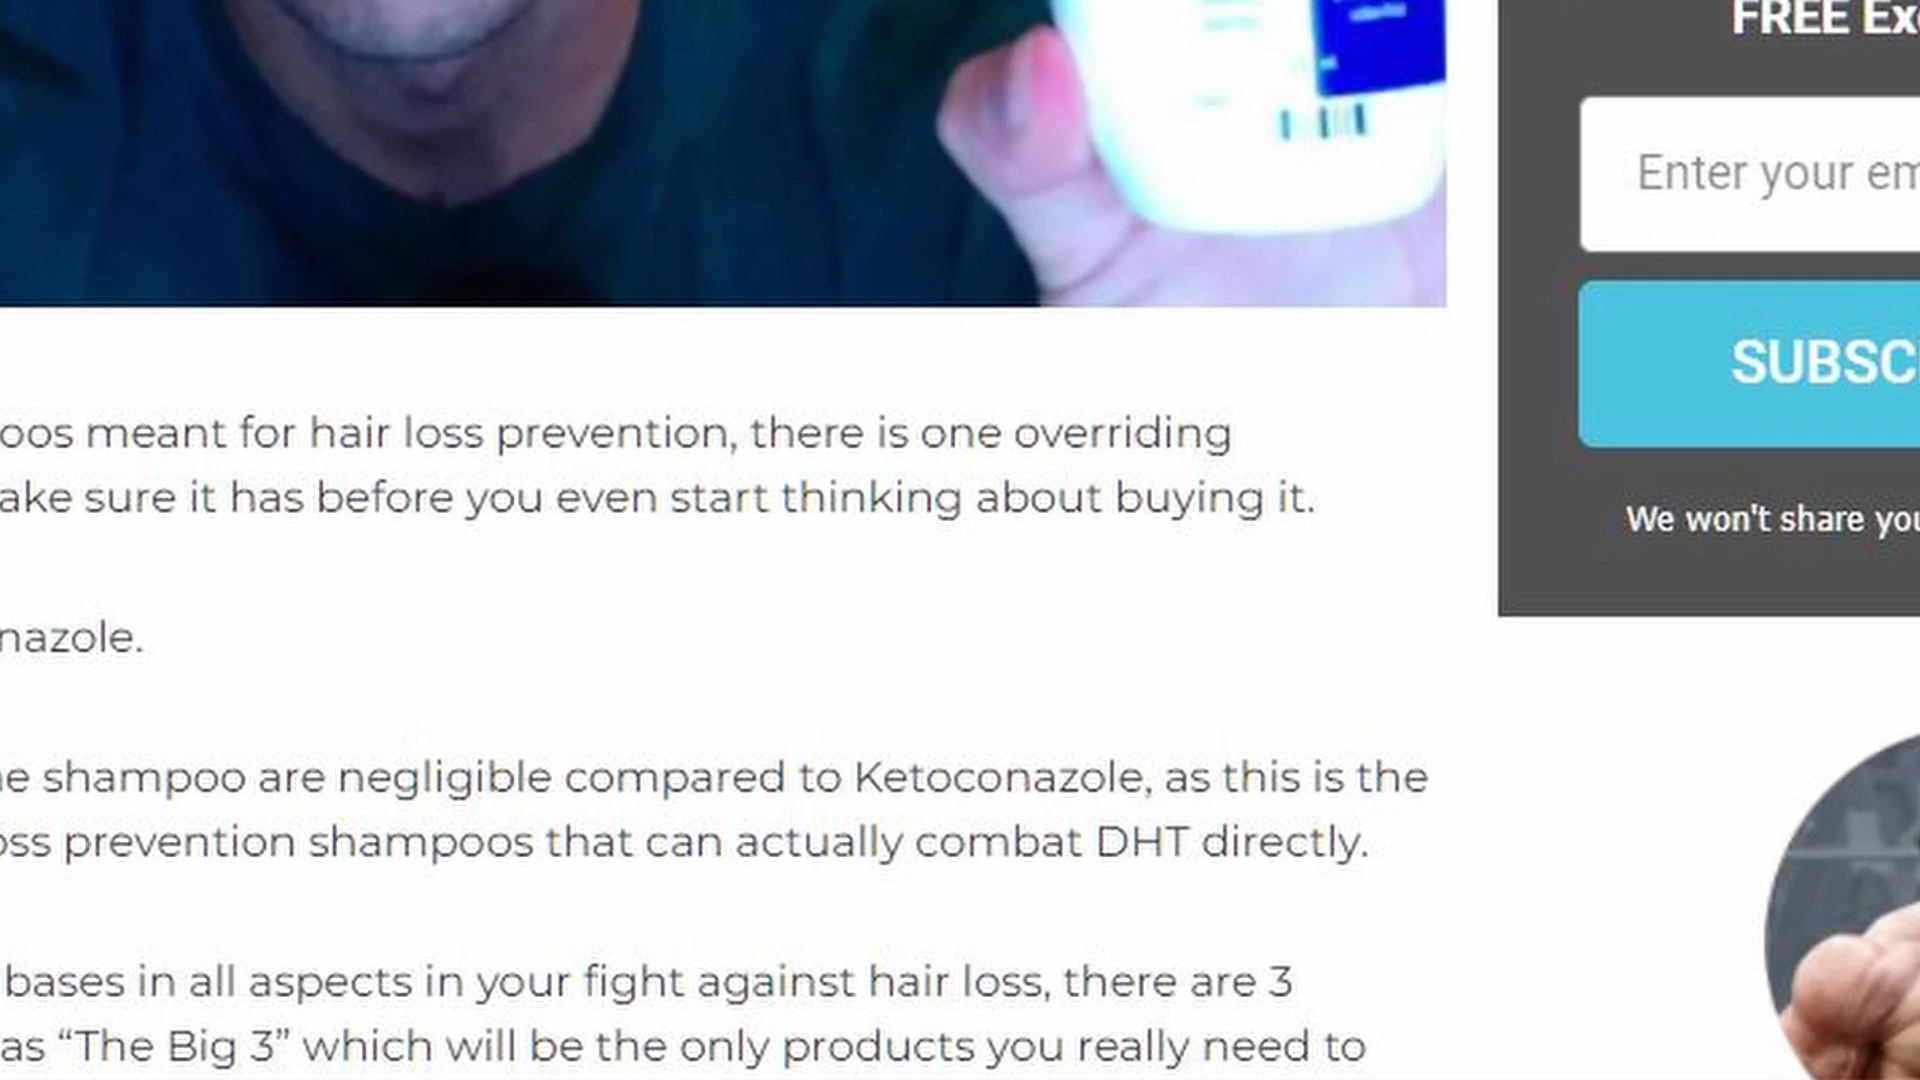 oos meant for hair loss prevention, there is one overriding
ake sure it has before you even start thinking about buying it.
nazole.
he shampoo are negligible compared to Ketoconazole, as this is the
oss prevention shampoos that can actually combat DHT directly.
bases in all aspects in your fight against hair loss, there are 3
as “The Big 3” which will be the only products you really need to
FREE Exc
Enter your em
SUBSC
We won't share you